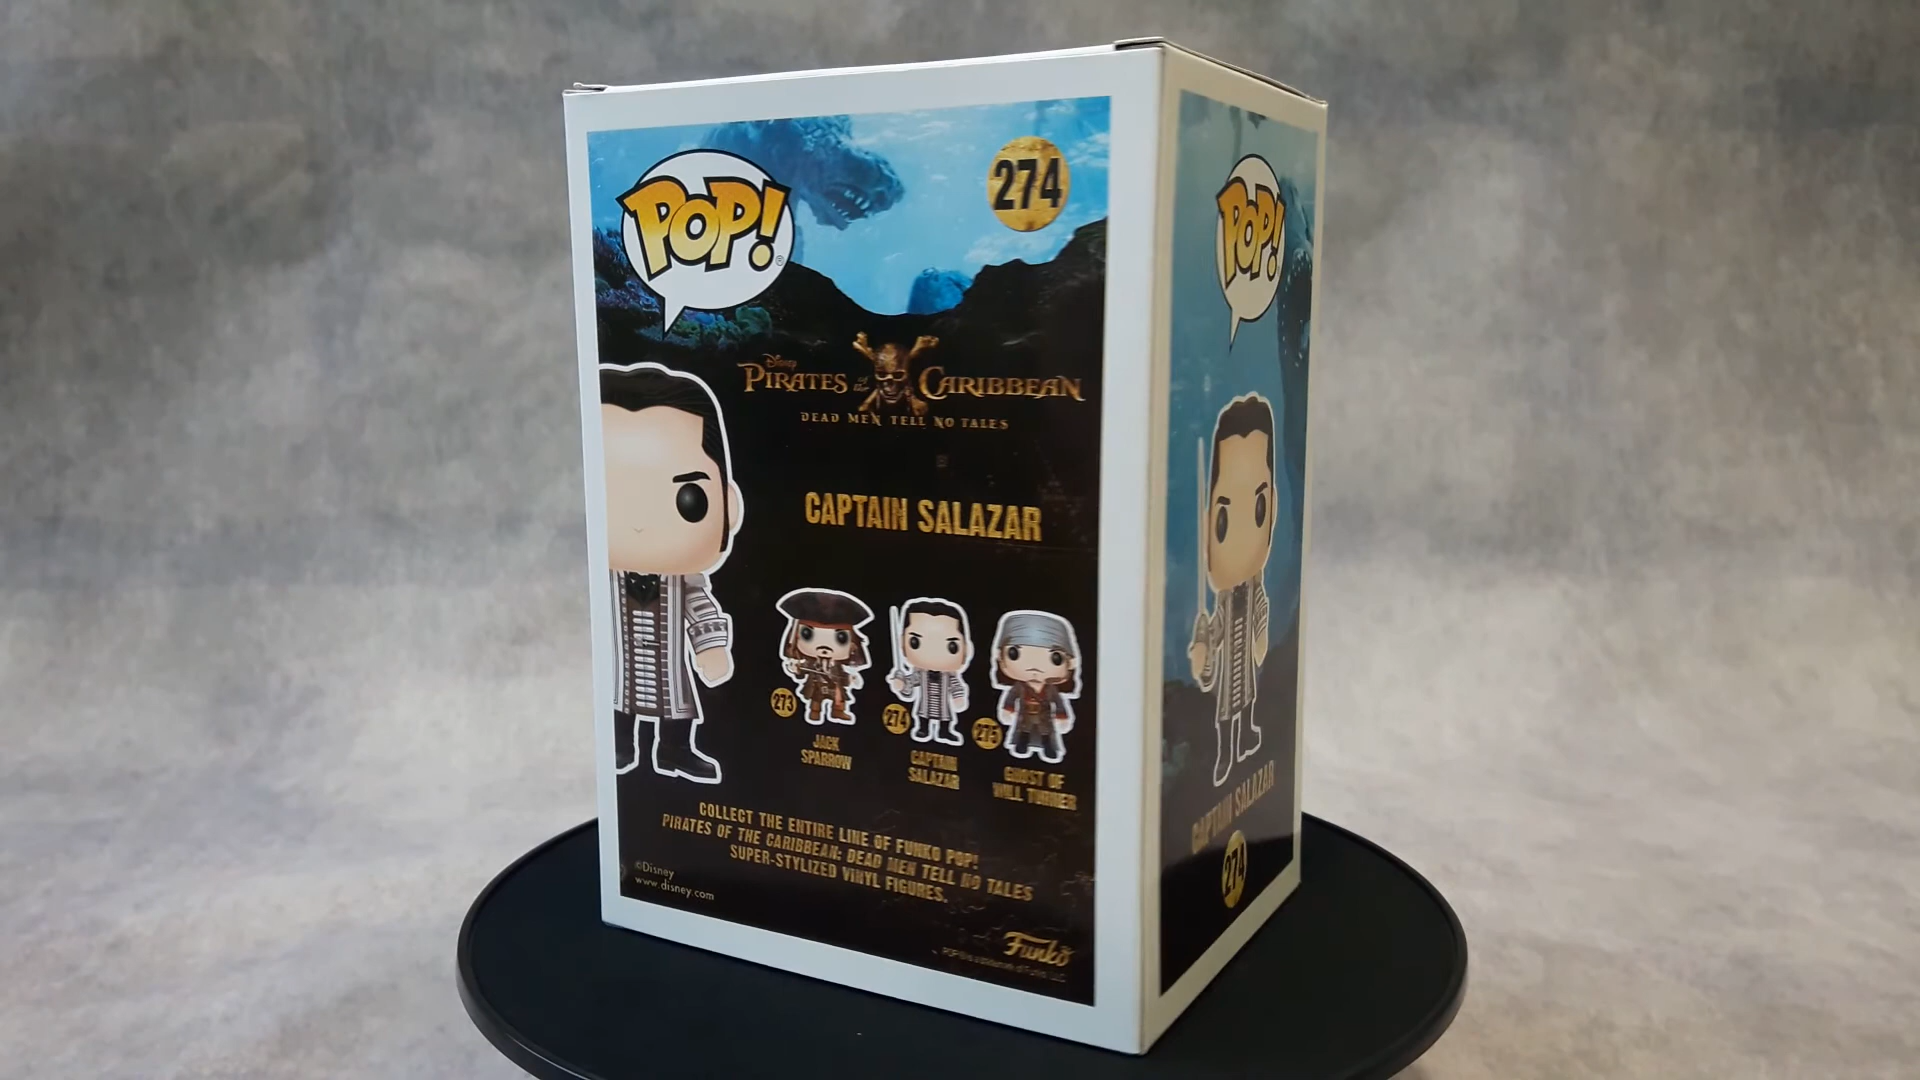 POP!
274
Disney
PIRATES of the CARIBBEAN
DEAD MEN TELL NO TALES
CAPTAIN SALAZAR
273
JACK
SPARROW
274
CAPTAIN
SALAZAR
275
GHOST OF
WILL TURNER
COLLECT THE ENTIRE LINE OF FUNKO POP!
PIRATES OF THE CARIBBEAN: DEAD MEN TELL NO TALES
SUPER-STYLIZED VINYL FIGURES.
©Disney
www.disney.com
Funko
POP!
CAPTAIN SALAZAR
274